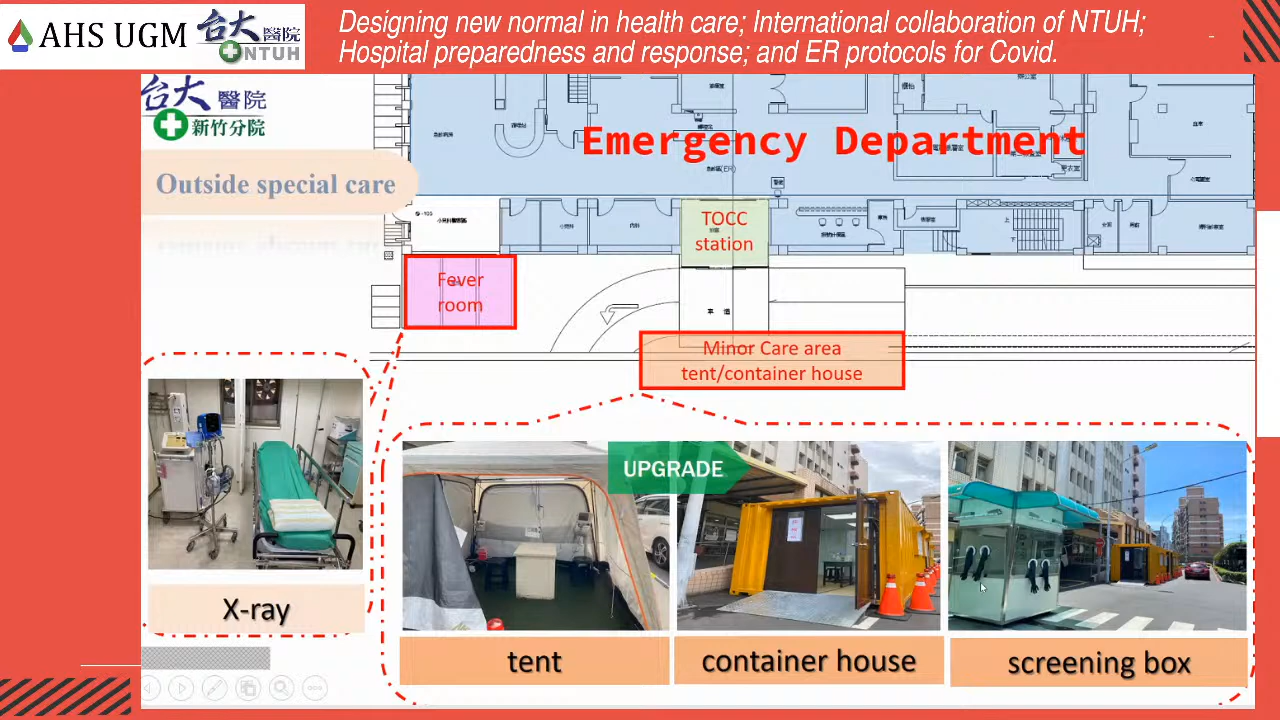 AHS UGM 台大醫院
NTUH
Designing new normal in health care; International collaboration of NTUH;
Hospital preparedness and response; and ER protocols for Covid.
台大醫院
新竹分院
Outside special care
Emergency Department
TOCC
station
Fever
room
車道
Minor Care area
tent/container house
UPGRADE
X-ray
tent
container house
screening box